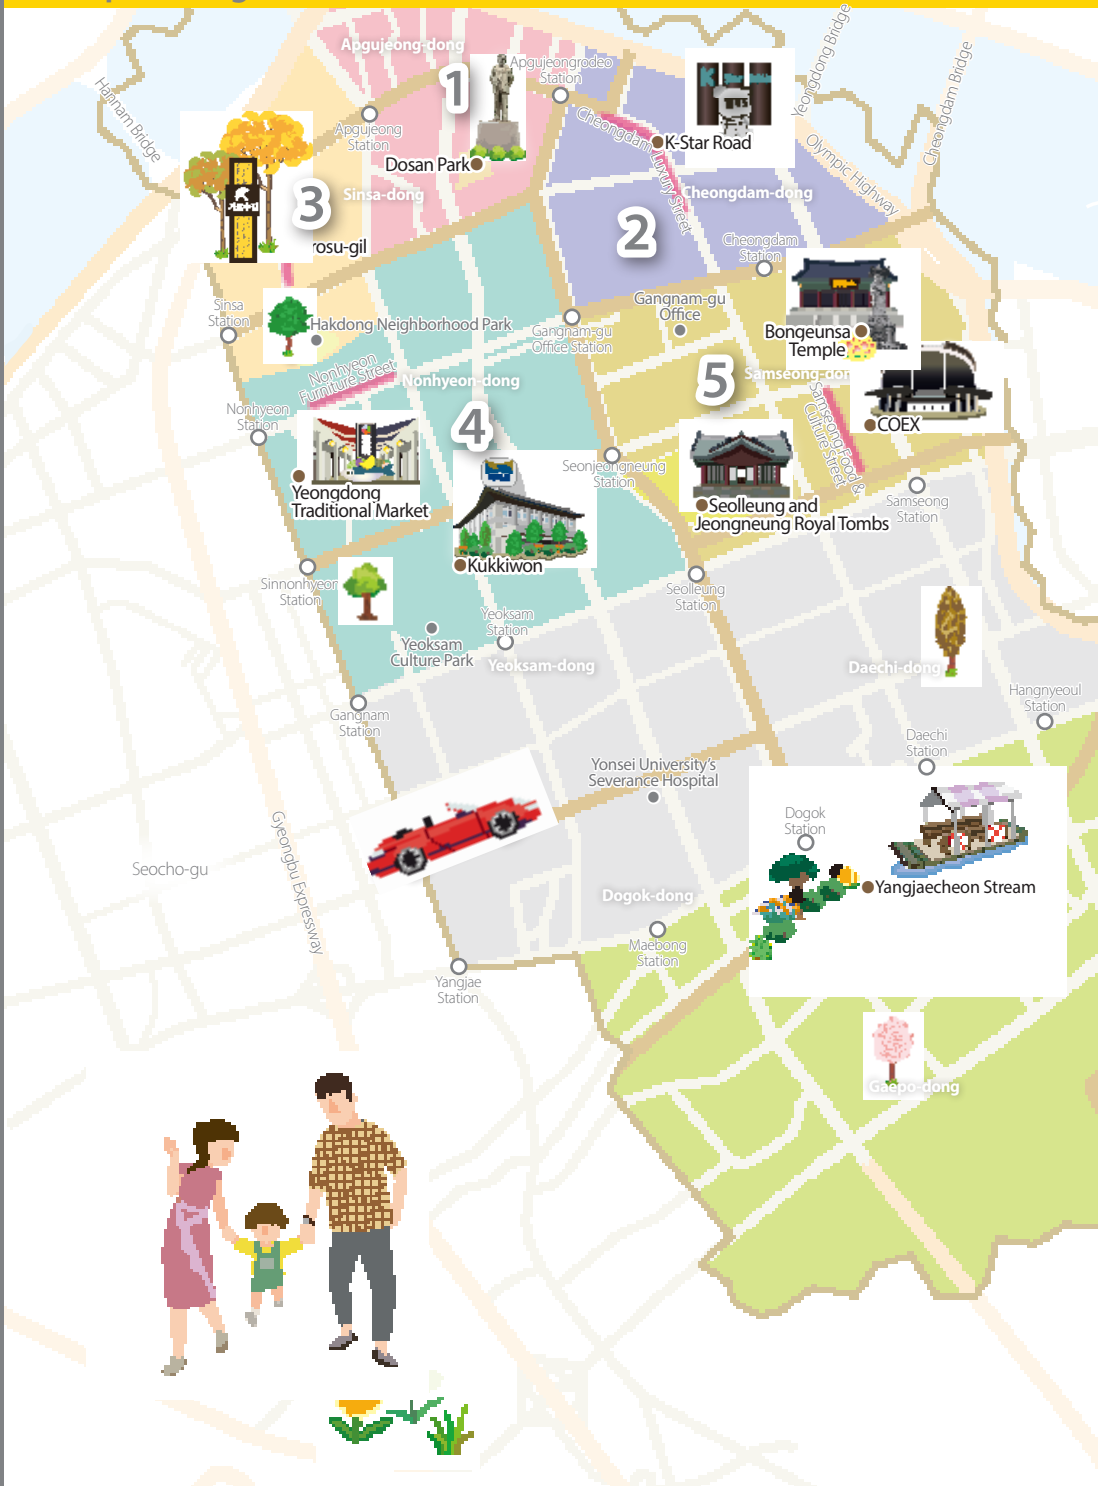 Apgujeong-dong
1
Apgujeongrodeo
Station
Yeongdong Bridge
Cheongdam Bridge
Hannam Bridge
Apgujeong
Station
Dosan Park
Cheongdam Luxury Street
K-Star Road
Olympic Highway
3
Sinsa-dong
Cheongdam-dong
2
rosu-gil
Cheongdam
Station
Sinsa
Station
Hakdong Neighborhood Park
Gangnam-gu
Office Station
Gangnam-gu
Office
Bongeunsa
Temple
Nonhyeon
Furniture Street
Nonhyeon-dong
5
Samseong-don
Samseong Food &
Culture Street
COEX
Nonhyeon
Station
4
Seonjeongneung
Station
Yeongdong
Traditional Market
Samseong
Station
Seolleung and
Jeongneung Royal Tombs
Kukkiwon
Sinnonhyeon
Station
Seolleung
Station
Yeoksam
Station
Yeoksam
Culture Park
Yeoksam-dong
Daechi-dong
Hangnyeoul
Station
Gangnam
Station
Daechi
Station
Yonsei University's
Severance Hospital
Dogok
Station
Gyeongbu Expressway
Seocho-gu
Yangjaecheon Stream
Dogok-dong
Maebong
Station
Yangjae
Station
Gaepo-dong